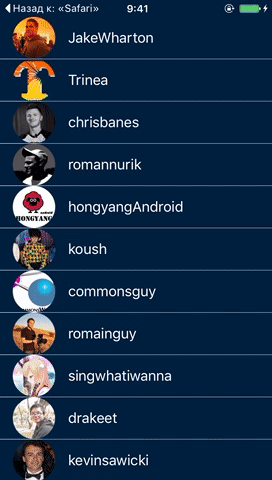 Назад к: «Safari»
9:41
JakeWharton
Trinea
chrisbanes
romannurik
hongyangAndroid
HONGYANG
koush
commonsguy
romainguy
singwhatiwanna
drakeet
kevinsawicki